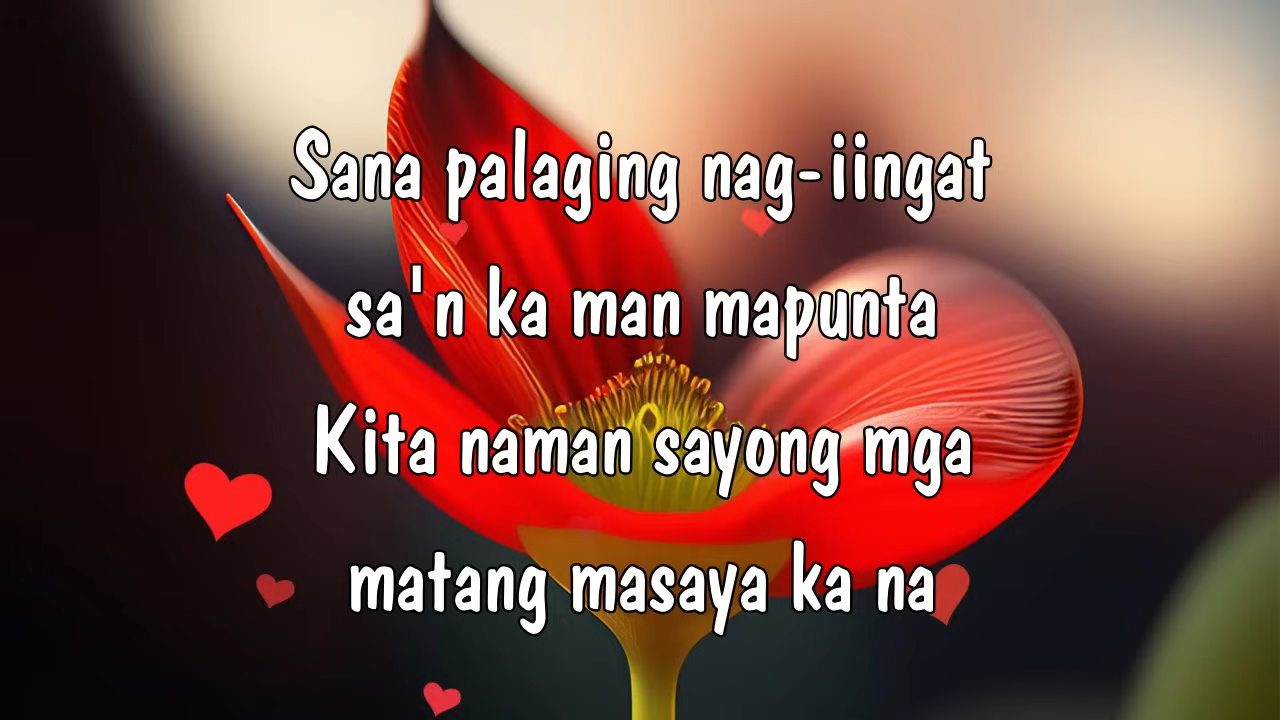 Sana palaging nag-iingat
sa'n ka man mapunta
Kita naman sayong mga
matang masaya ka na